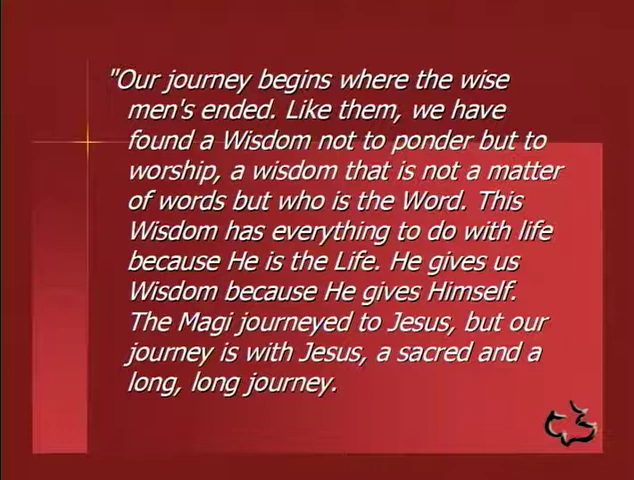 "Our journey begins where the wise
men's ended. Like them, we have
found a Wisdom not to ponder but to
worship, a wisdom that is not a matter
of words but who is the Word. This
Wisdom has everything to do with life
because He is the Life. He gives us
Wisdom because He gives Himself.
The Magi journeyed to Jesus, but our
journey is with Jesus, a sacred and a
long, long journey.